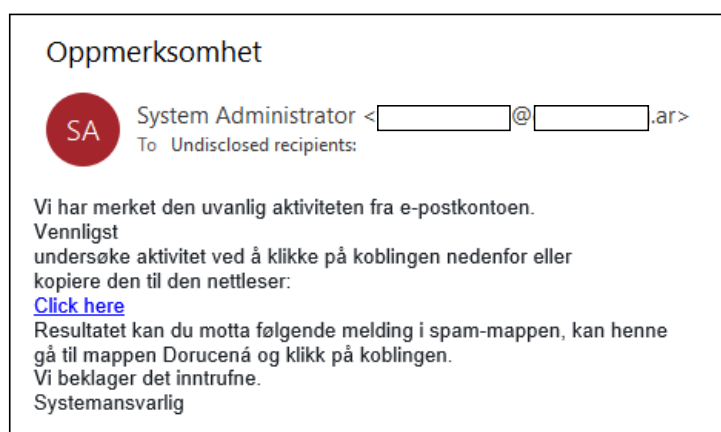 Oppmerksomhet
SA
System Administrator < @ .ar>
To Undisclosed recipients:
Vi har merket den uvanlig aktiviteten fra e-postkontoen.
Vennligst
undersøke aktivitet ved å klikke på koblingen nedenfor eller
kopiere den til den nettleser:
Click here
Resultatet kan du motta følgende melding i spam-mappen, kan henne
gå til mappen Dorucená og klikk på koblingen.
Vi beklager det inntrufne.
Systemansvarlig